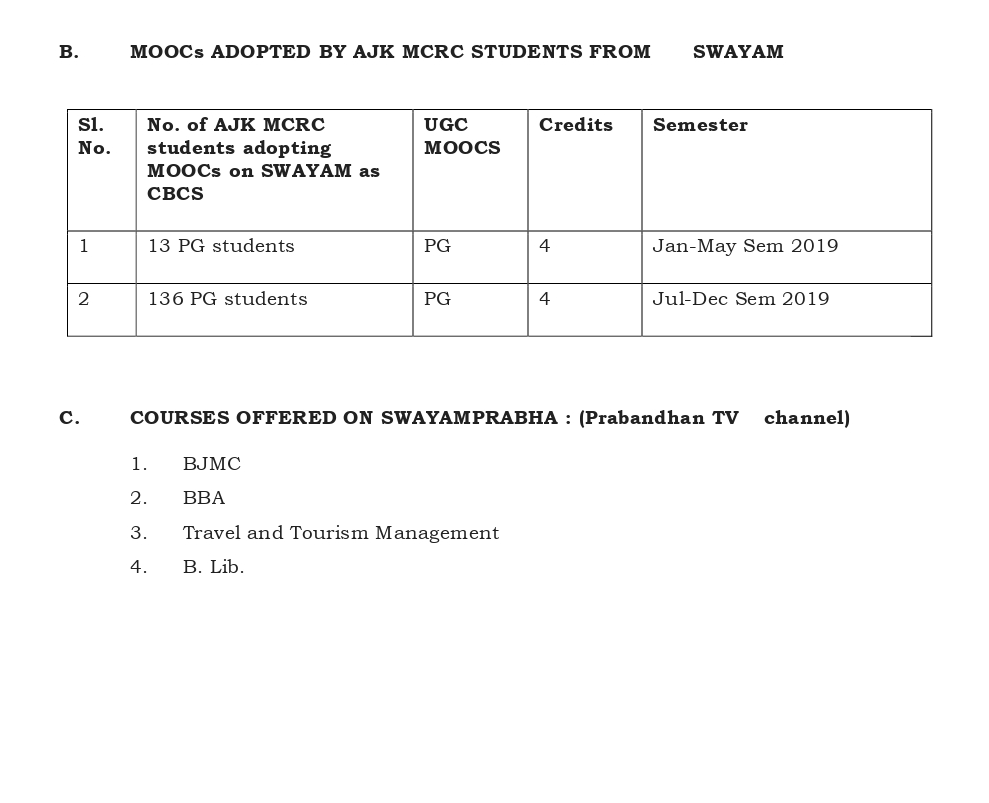 B. MOOCs ADOPTED BY AJK MCRC STUDENTS FROM SWAYAM
Sl. No. of AJK MCRC UGC Credits Semester
No. students adopting MOOCS
MOOCs on SWAYAM as
CBCS
1 13 PG students PG 4 Jan-May Sem 2019
2 136 PG students PG 4 Jul-Dec Sem 2019
C. COURSES OFFERED ON SWAYAMPRABHA : (Prabandhan TV channel)
1. BJMC
2. BBA
3. Travel and Tourism Management
4. B. Lib.